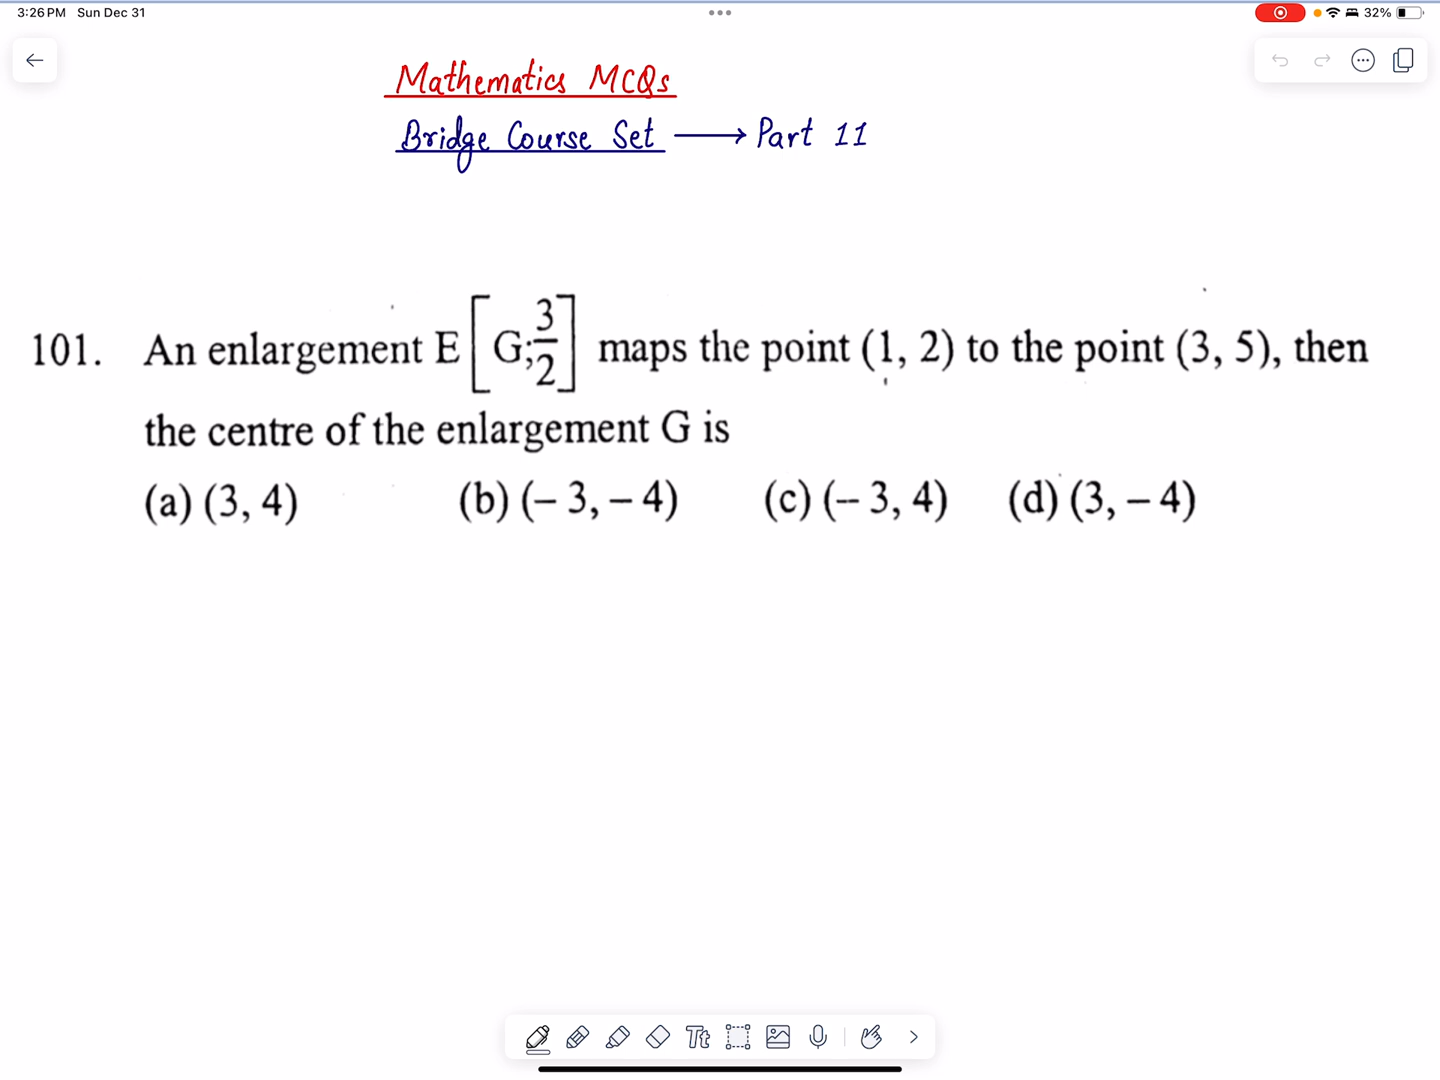 3:26 PM Sun Dec 31
32%
Mathematics MCQs
Bridge Course Set ⟶ Part 11
101. An enlargement E [G; 3/2] maps the point (1, 2) to the point (3, 5), then
the centre of the enlargement G is
(a) (3, 4) (b) (– 3, – 4) (c) (– 3, 4) (d) (3, – 4)
Tt